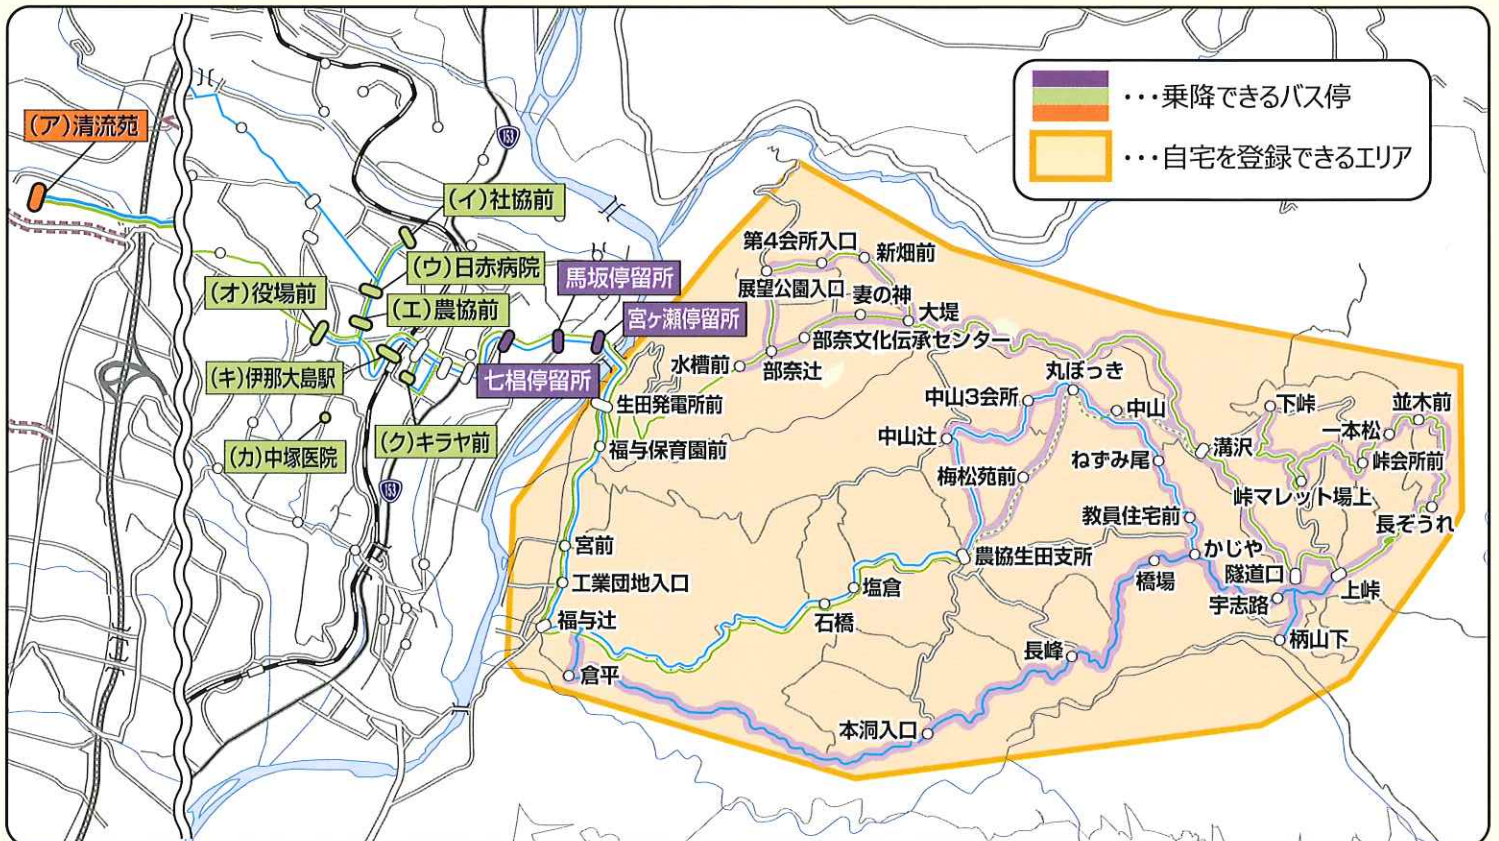 ･･･乗降できるバス停
･･･自宅を登録できるエリア
(ア)清流苑
153
(イ)社協前
(ウ)日赤病院
(オ)役場前
(エ)農協前
馬坂停留所
宮ヶ瀬停留所
(キ)伊那大島駅
七椙停留所
(カ)中塚医院
(ク)キラヤ前
153
第4会所入口
新畑前
展望公園入口
妻の神
大堤
部奈文化伝承センター
水槽前
部奈辻
丸ぼっき
生田発電所前
中山3会所
中山
下峠
並木前
一本松
福与保育園前
中山辻
溝沢
峠会所前
梅松苑前
ねずみ尾
峠マレット場上
教員住宅前
長ぞうれ
宮前
農協生田支所
かじや
工業団地入口
塩倉
橋場
隧道口
上峠
福与辻
石橋
宇志路
柄山下
倉平
長峰
本洞入口